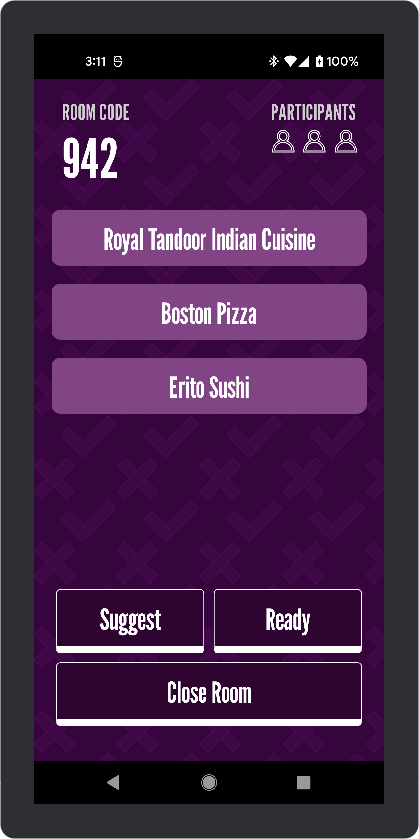 3:11
100%
ROOM CODE
PARTICIPANTS
942
Royal Tandoor Indian Cuisine
Boston Pizza
Erito Sushi
Suggest
Ready
Close Room